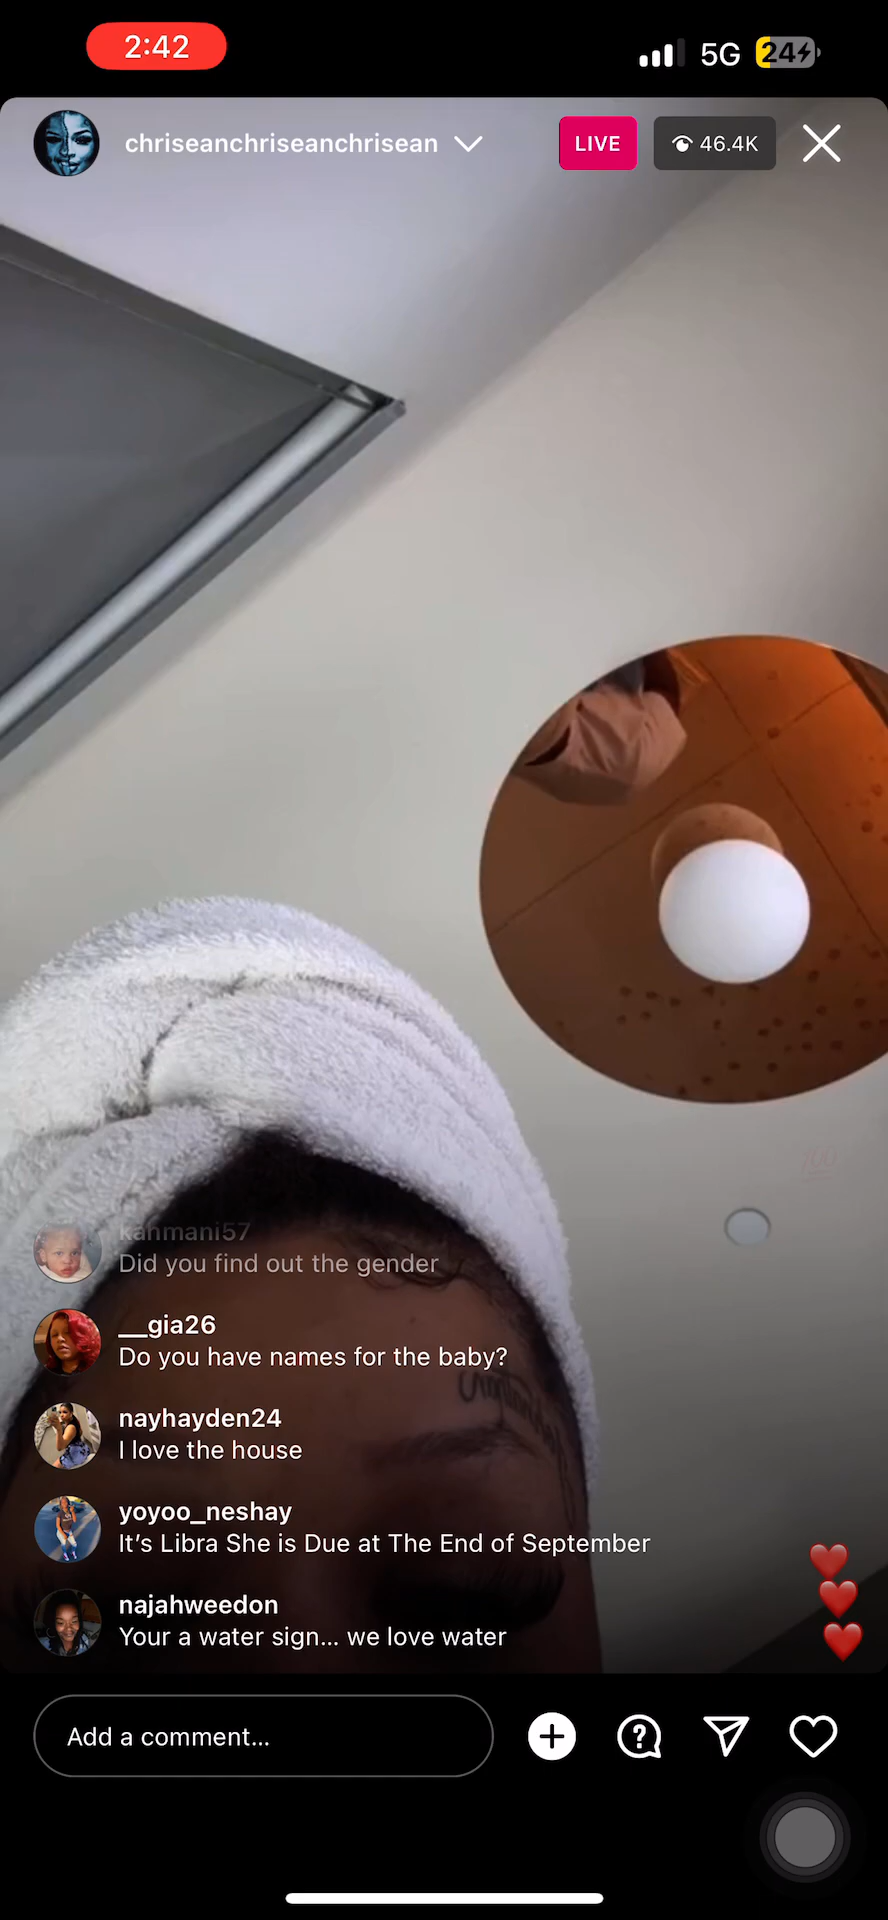 2:42
5G
24
chriseanchriseanchrisean
LIVE
46.4K
kahmani57
Did you find out the gender
__gia26
Do you have names for the baby?
nayhayden24
I love the house
yoyoo_neshay
It's Libra She is Due at The End of September
najahweedon
Your a water sign... we love water
Add a comment...